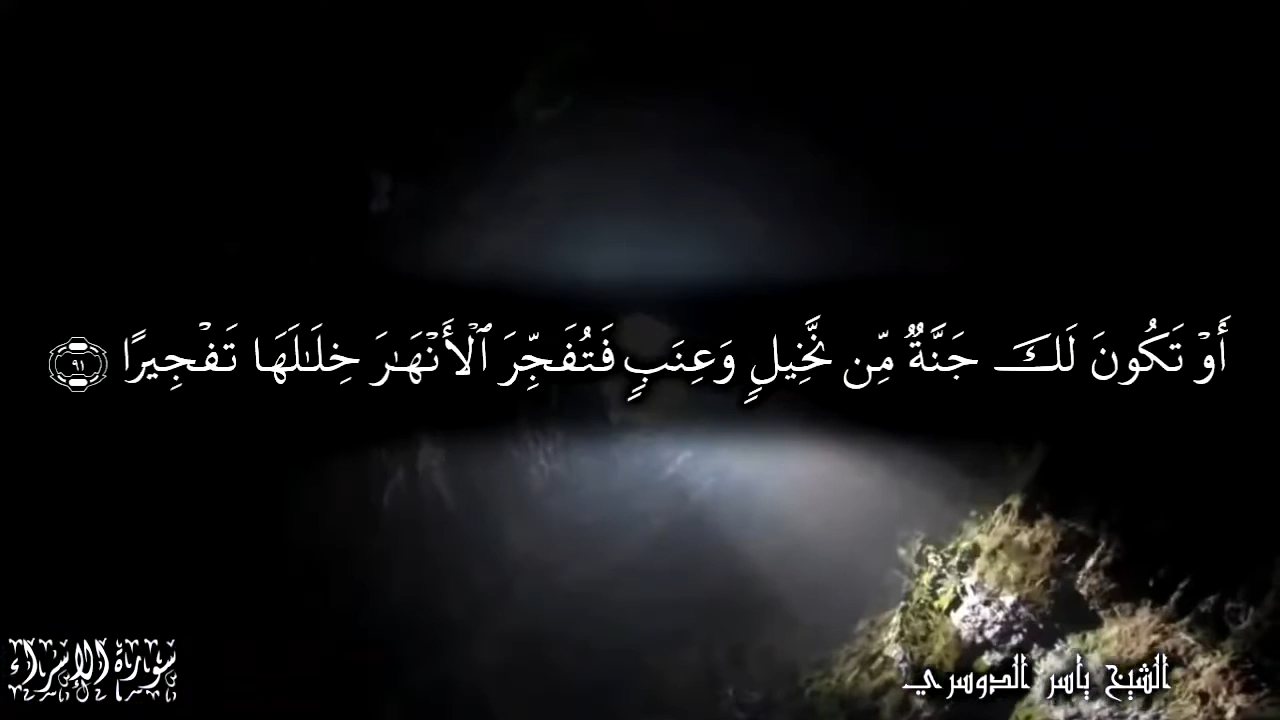 أَوْ تَكُونَ لَكَ جَنَّةٌ مِّن نَّخِيلٍ وَعِنَبٍ فَتُفَجِّرَ ٱلْأَنْهَـٰرَ خِلَـٰلَهَا تَفْجِيرًا ٩١
سورة الإسراء
الشيخ ياسر الدوسري